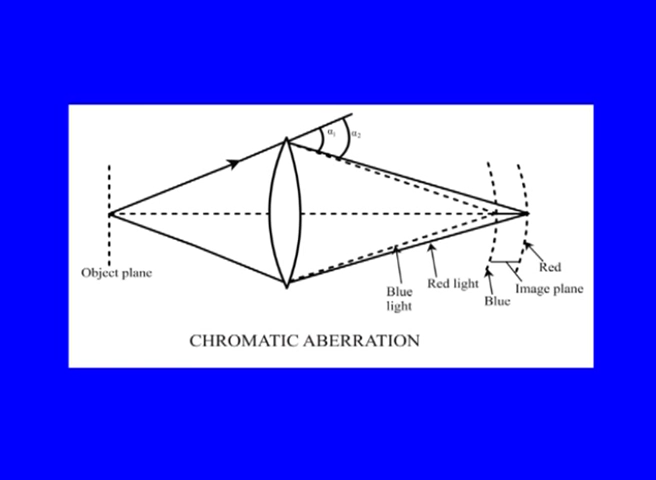 α₁
α₂
Object plane
Blue
light
Red light
Blue
Red
Image plane
CHROMATIC ABERRATION